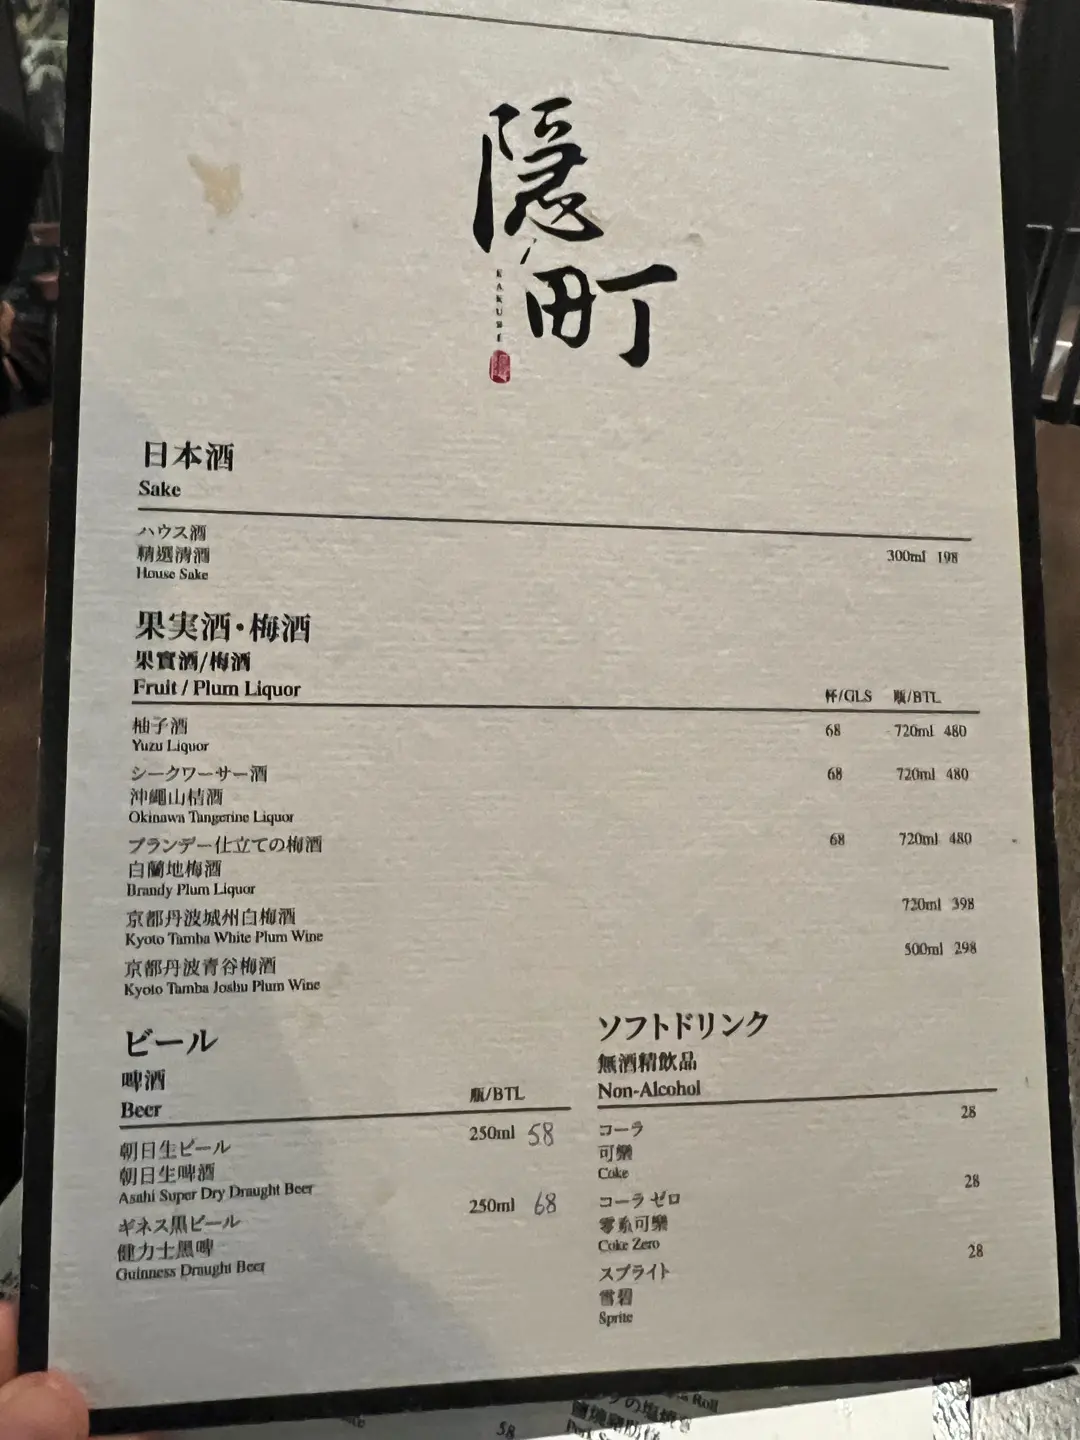 隠町
KAKURE
日本酒
Sake
ハウス酒
精選清酒
House Sake
300ml 198
果実酒・梅酒
果實酒/梅酒
Fruit / Plum Liquor
杯/GLS 瓶/BTL
柚子酒
Yuzu Liquor
68 720ml 480
シークワーサー酒
沖繩山桔酒
Okinawa Tangerine Liquor
68 720ml 480
ブランデー仕立ての梅酒
白蘭地梅酒
Brandy Plum Liquor
68 720ml 480
京都丹波城州白梅酒
Kyoto Tamba White Plum Wine
720ml 398
京都丹波青谷梅酒
Kyoto Tamba Joshu Plum Wine
500ml 298
ビール
啤酒
Beer
瓶/BTL
朝日生ビール
朝日生啤酒
Asahi Super Dry Draught Beer
250ml 58
ギネス黒ビール
健力士黑啤
Guinness Draught Beer
250ml 68
ソフトドリンク
無酒精飲品
Non-Alcohol
コーラ
可樂
Coke
28
コーラ ゼロ
零系可樂
Coke Zero
28
スプライト
雪碧
Sprite
28
Roll
の塩焼き
58